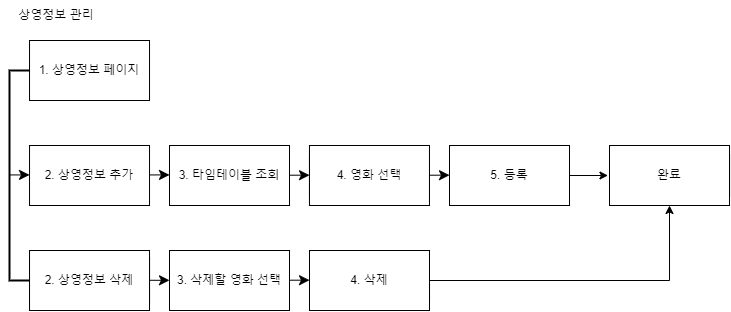 상영정보 관리
1. 상영정보 페이지
2. 상영정보 추가
3. 타임테이블 조회
4. 영화 선택
5. 등록
완료
2. 상영정보 삭제
3. 삭제할 영화 선택
4. 삭제